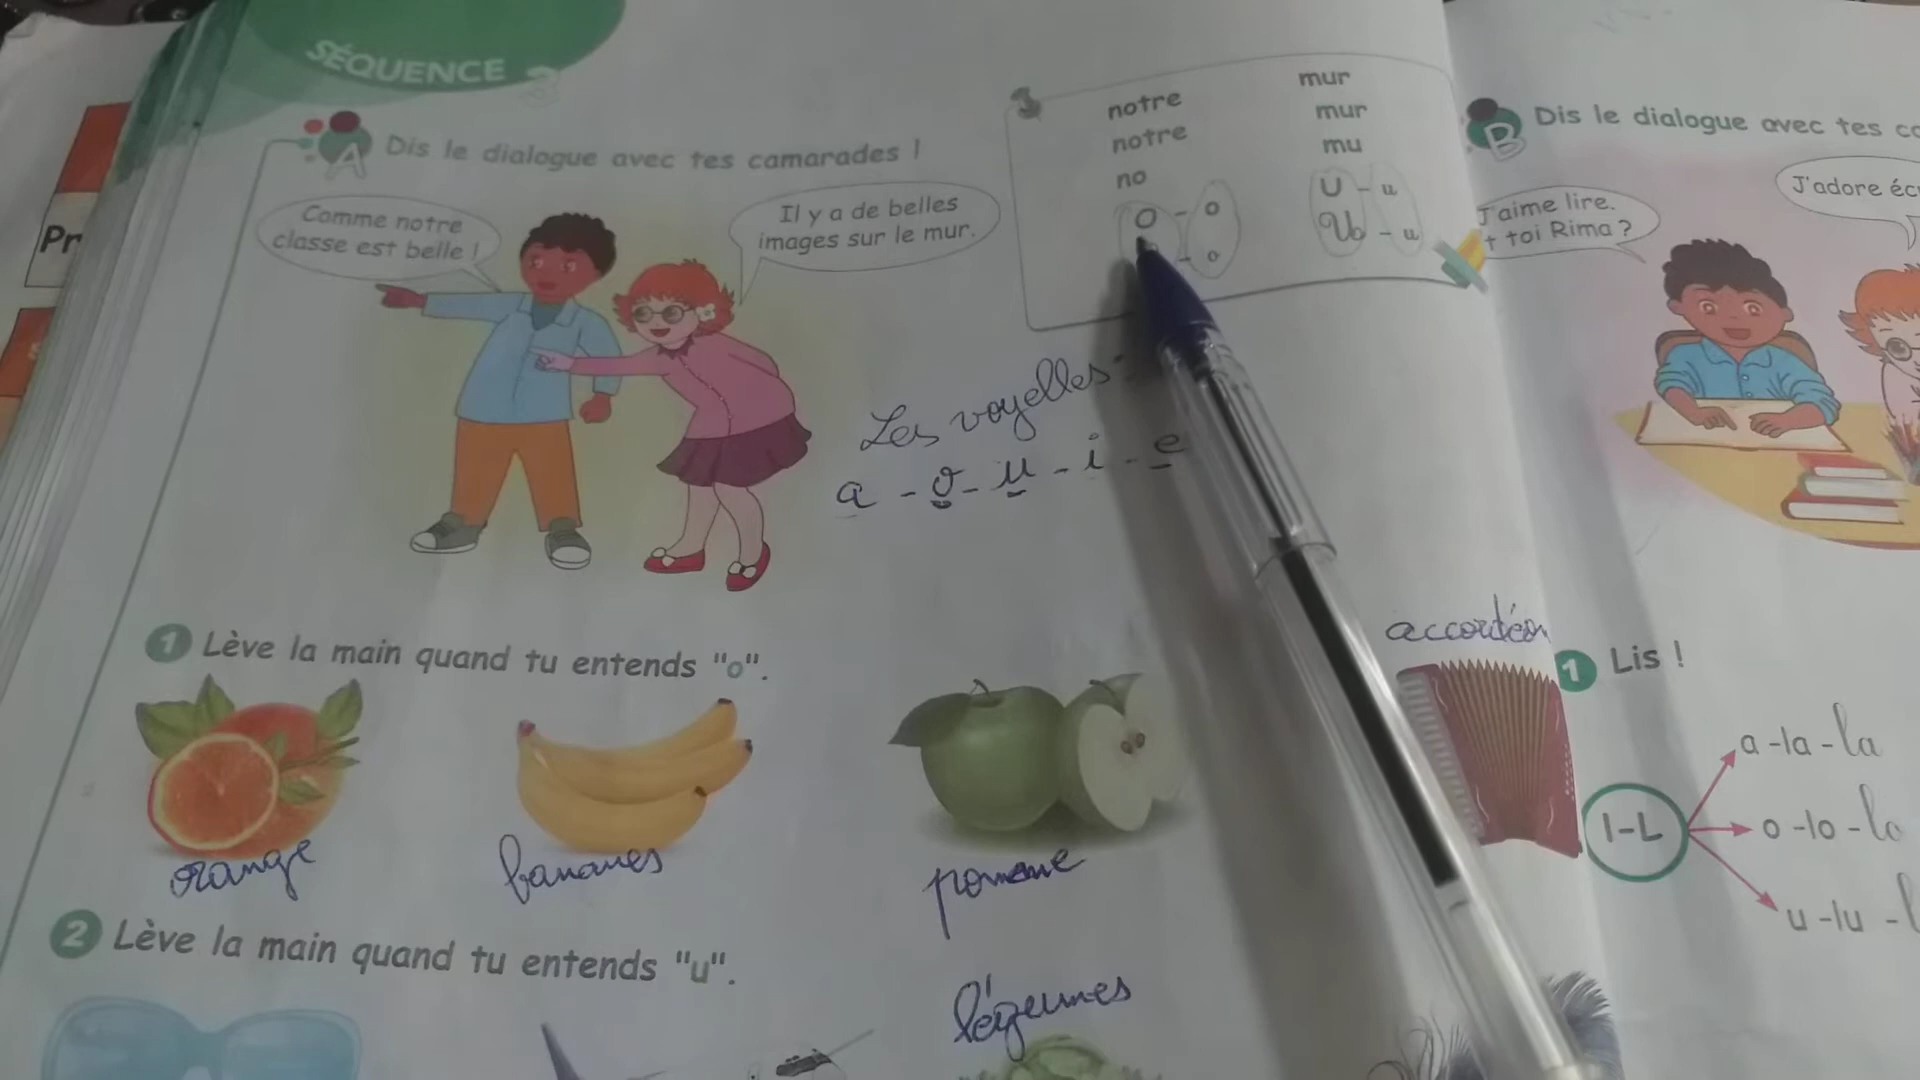 SÉQUENCE 3
A Dis le dialogue avec tes camarades !
Comme notre
classe est belle !
Il y a de belles
images sur le mur.
3
notre
notre
no
O - o
- o
mur
mur
mu
U - u
U - u
Les voyelles :
a - o - u - i - e
1 Lève la main quand tu entends "o".
orange
bananes
pomme
accordéon
2 Lève la main quand tu entends "u".
légumes
B Dis le dialogue avec tes
J'adore
J'aime lire.
toi Rima ?
1 Lis !
l-L
a -la - la
o -lo - lo
u -lu -
Pr